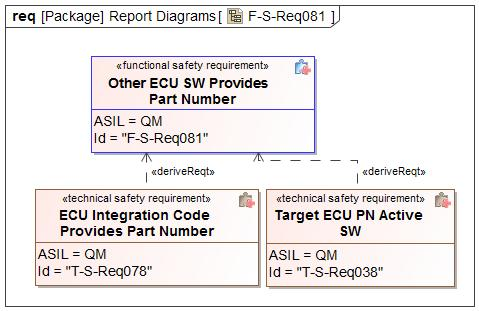 req [Package] Report Diagrams[ F-S-Req081 ]
«functional safety requirement»
Other ECU SW Provides
Part Number
ASIL = QM
Id = "F-S-Req081"
«deriveReqt»
«deriveReqt»
«technical safety requirement»
ECU Integration Code
Provides Part Number
ASIL = QM
Id = "T-S-Req078"
«technical safety requirement»
Target ECU PN Active
SW
ASIL = QM
Id = "T-S-Req038"